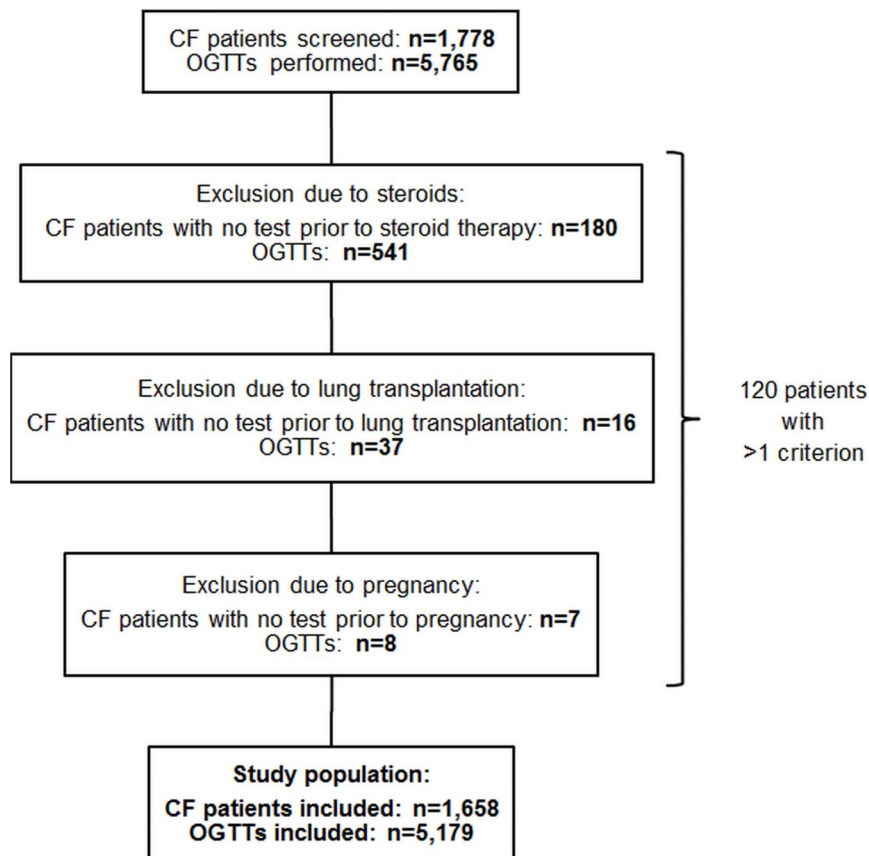 CF patients screened: n=1,778
OGTTs performed: n=5,765
Exclusion due to steroids:
CF patients with no test prior to steroid therapy: n=180
OGTTs: n=541
Exclusion due to lung transplantation:
CF patients with no test prior to lung transplantation: n=16
OGTTs: n=37
Exclusion due to pregnancy:
CF patients with no test prior to pregnancy: n=7
OGTTs: n=8
120 patients
with
>1 criterion
Study population:
CF patients included: n=1,658
OGTTs included: n=5,179